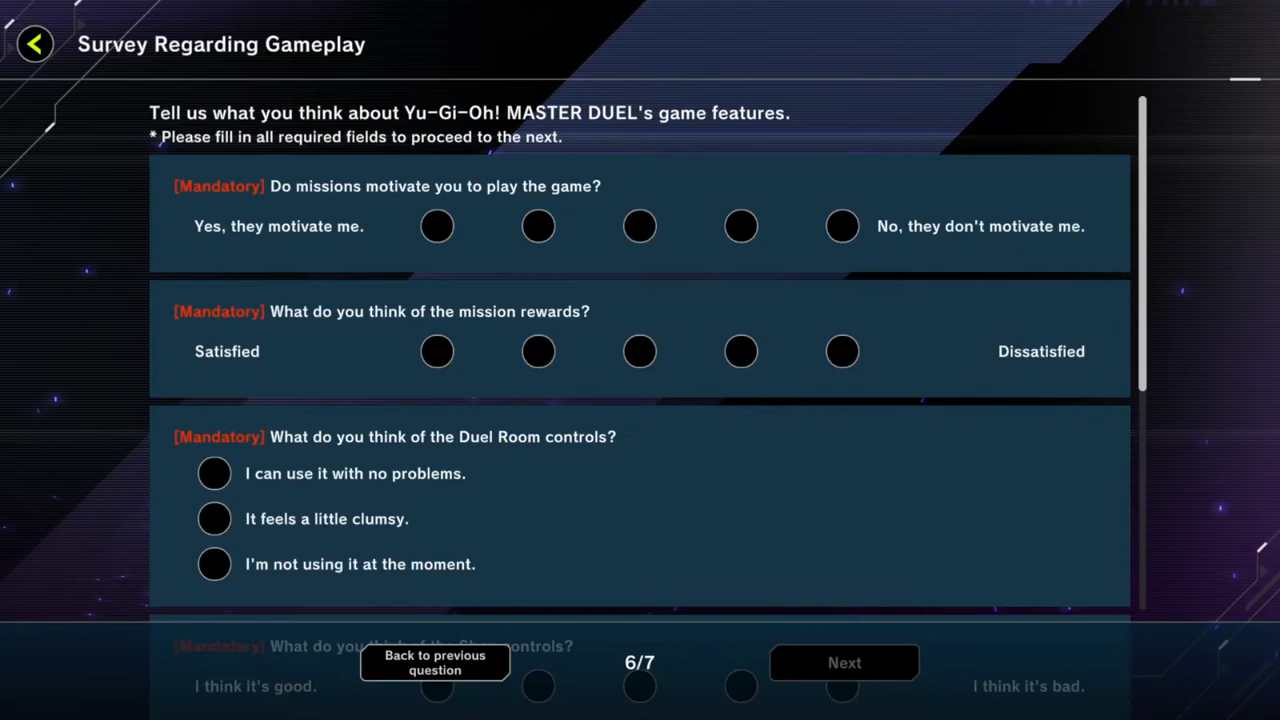 Survey Regarding Gameplay
Tell us what you think about Yu-Gi-Oh! MASTER DUEL's game features.
* Please fill in all required fields to proceed to the next.
[Mandatory] Do missions motivate you to play the game?
Yes, they motivate me. No, they don't motivate me.
[Mandatory] What do you think of the mission rewards?
Satisfied Dissatisfied
[Mandatory] What do you think of the Duel Room controls?
I can use it with no problems.
It feels a little clumsy.
I'm not using it at the moment.
[Mandatory] What do you think of the Shop controls?
I think it's good. I think it's bad.
Back to previous
question
6/7
Next